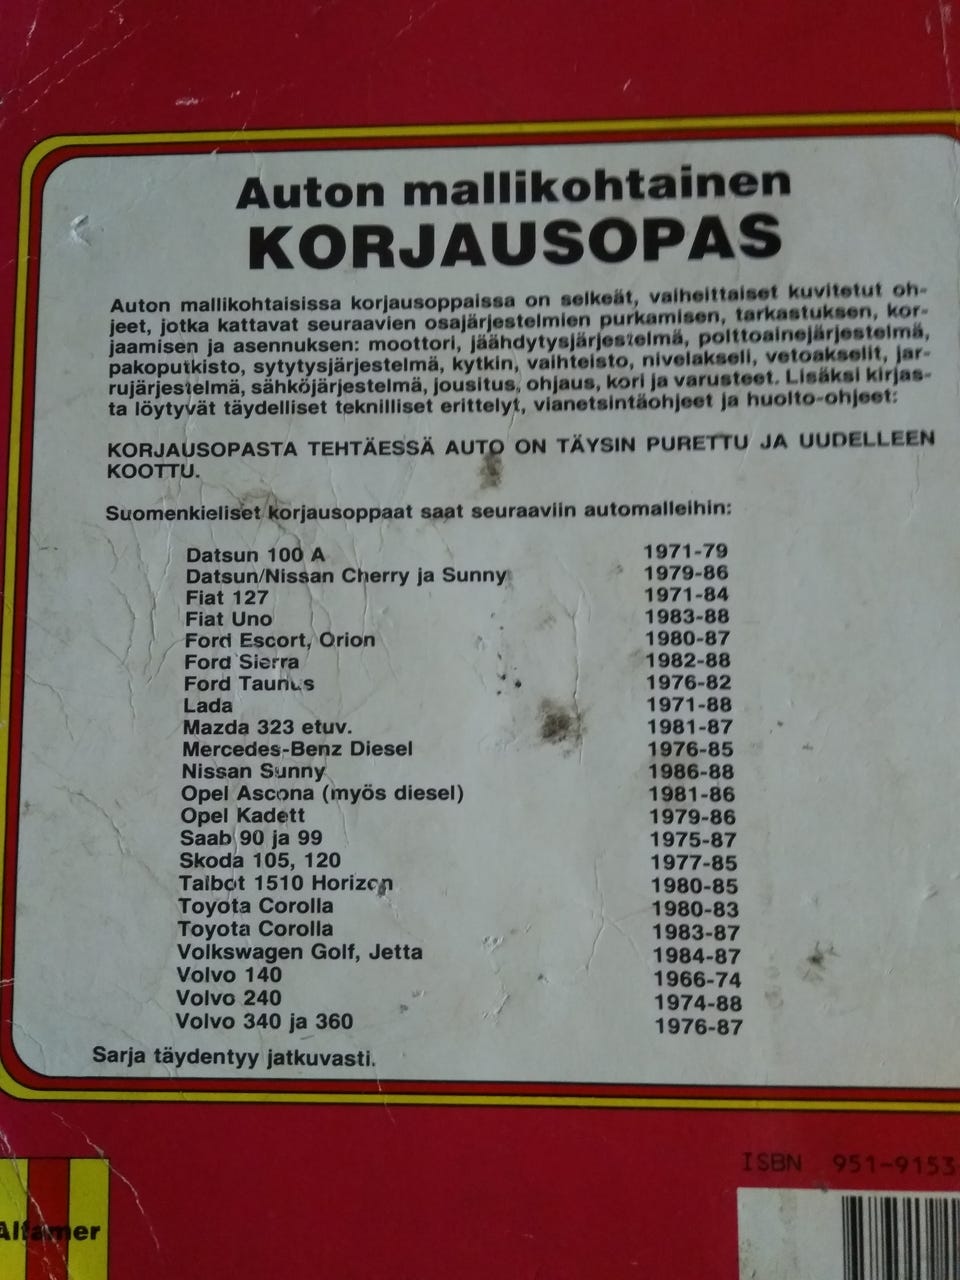 Auton mallikohtainen
KORJAUSOPAS
Auton mallikohtaisissa korjausoppaissa on selkeät, vaiheittaiset kuvitetut oh-
jeet, jotka kattavat seuraavien osajärjestelmien purkamisen, tarkastuksen, kor-
jaamisen ja asennuksen: moottori, jäähdytysjärjestelmä, polttoainejärjestelmä,
pakoputkisto, sytytysjärjestelmä, kytkin, vaihteisto, nivelakseli, vetoakselit, jar-
rujärjestelmä, sähköjärjestelmä, jousitus, ohjaus, kori ja varusteet. Lisäksi kirjas-
ta löytyvät täydelliset teknilliset erittelyt, vianetsintäohjeet ja huolto-ohjeet:
KORJAUSOPASTA TEHTÄESSÄ AUTO ON TÄYSIN PURETTU JA UUDELLEEN
KOOTTU.
Suomenkieliset korjausoppaat saat seuraaviin automalleihin:
Datsun 100 A 1971-79
Datsun/Nissan Cherry ja Sunny 1979-86
Fiat 127 1971-84
Fiat Uno 1983-88
Ford Escort, Orion 1980-87
Ford Sierra 1982-88
Ford Taunus 1976-82
Lada 1971-88
Mazda 323 etuv. 1981-87
Mercedes-Benz Diesel 1976-85
Nissan Sunny 1986-88
Opel Ascona (myös diesel) 1981-86
Opel Kadett 1979-86
Saab 90 ja 99 1975-87
Skoda 105, 120 1977-85
Talbot 1510 Horizon 1980-85
Toyota Corolla 1980-83
Toyota Corolla 1983-87
Volkswagen Golf, Jetta 1984-87
Volvo 140 1966-74
Volvo 240 1974-88
Volvo 340 ja 360 1976-87
Sarja täydentyy jatkuvasti.
ISBN 951-9153
Alfamer